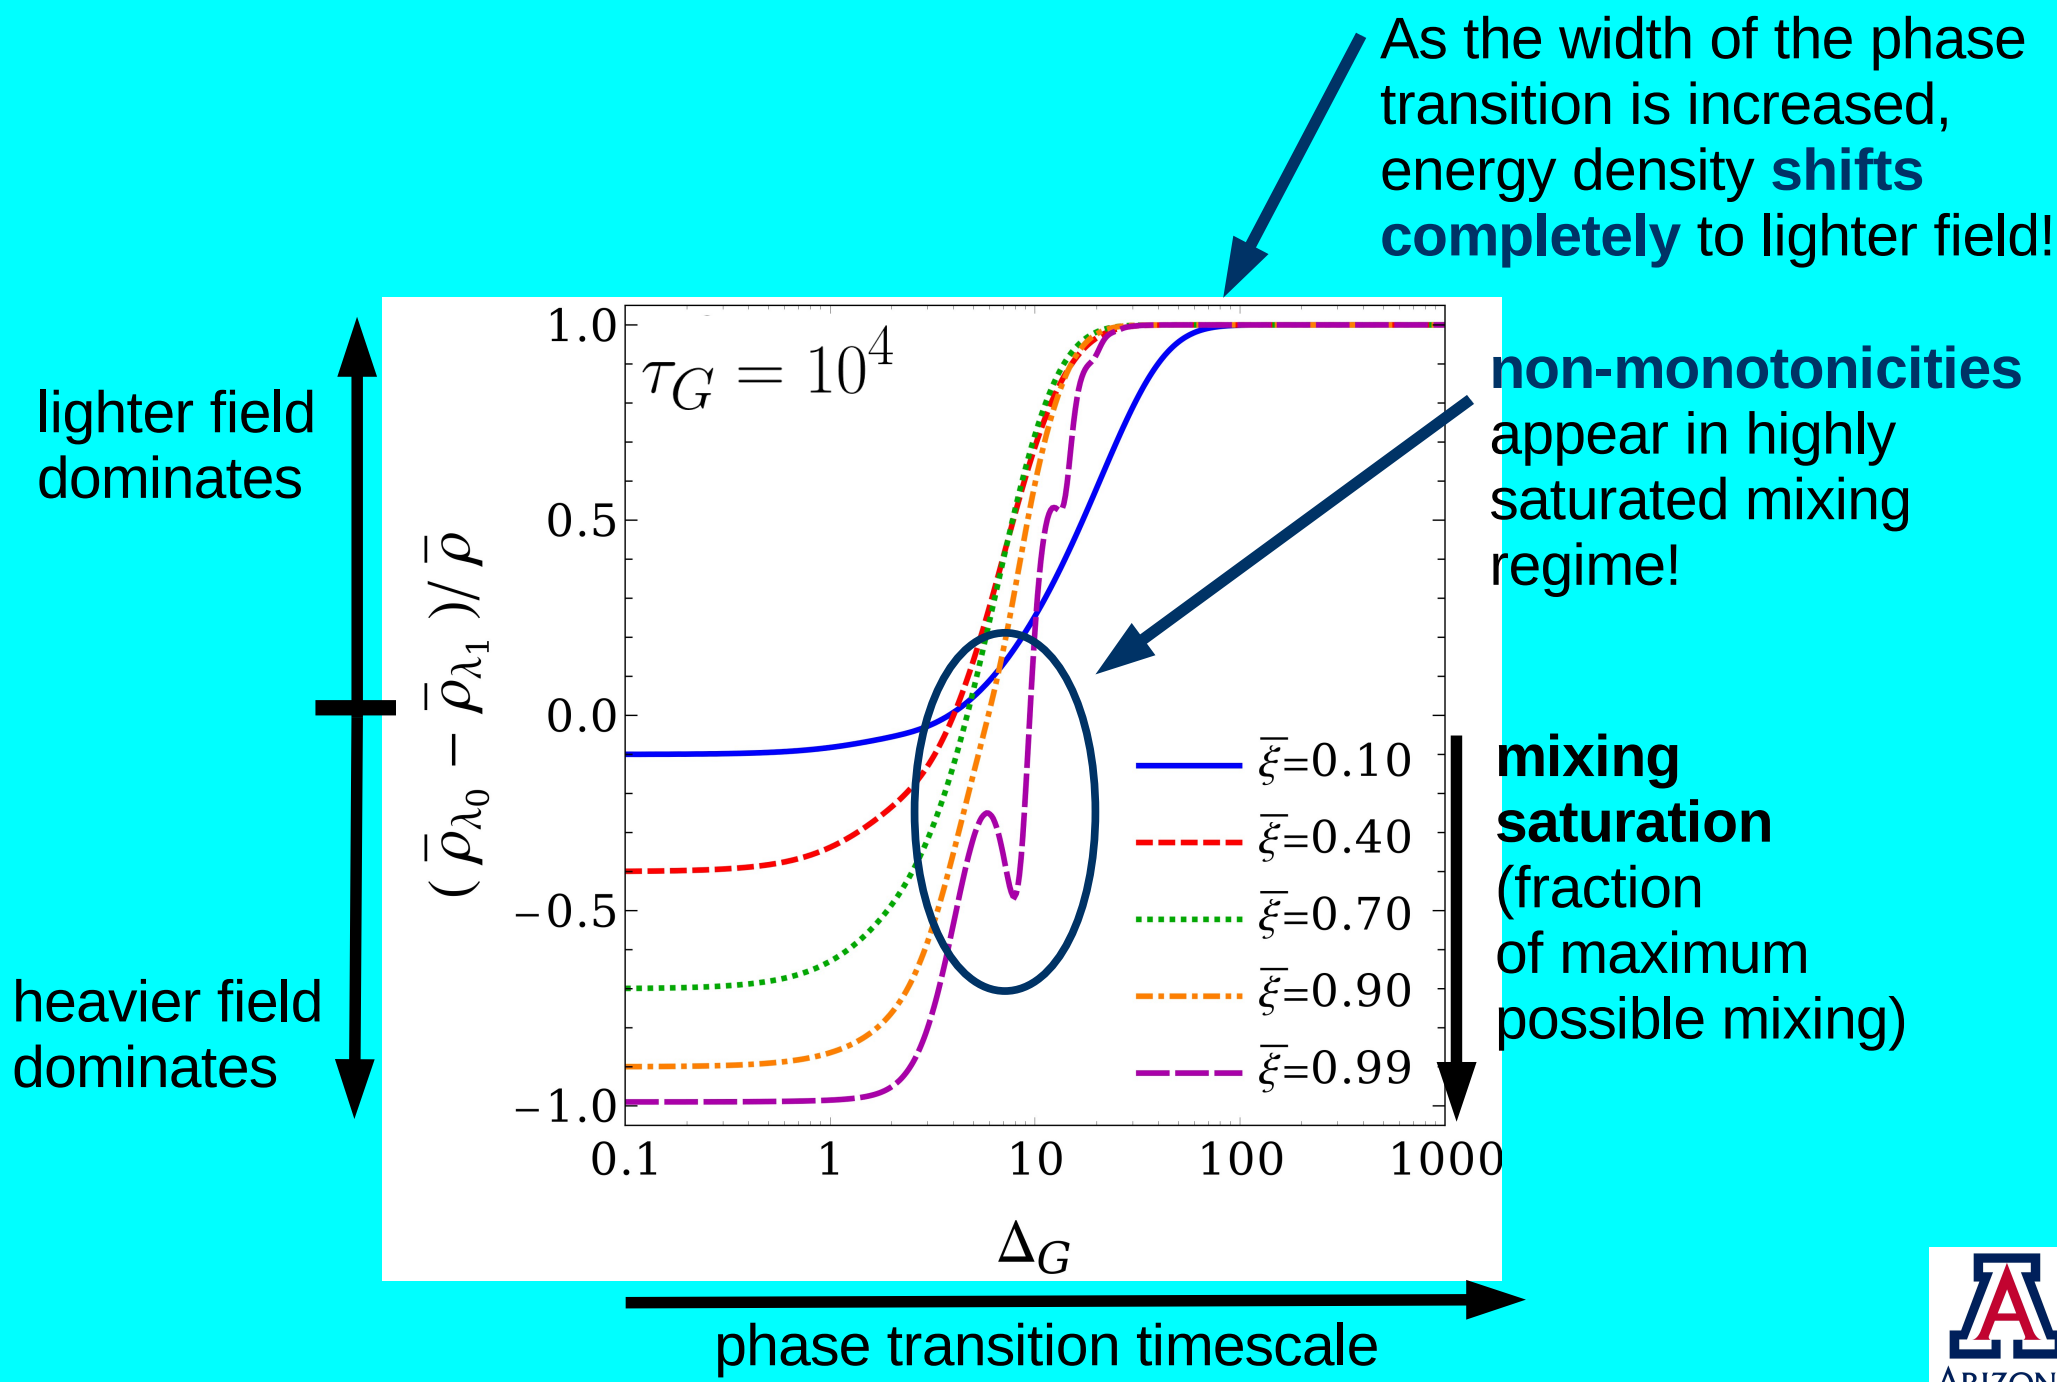 As the width of the phase
transition is increased,
energy density shifts
completely to lighter field!
lighter field
dominates
heavier field
dominates
non-monotonicities
appear in highly
saturated mixing
regime!
mixing
saturation
(fraction
of maximum
possible mixing)
τ_G = 10⁴
(ρ̅_λ₀ − ρ̅_λ₁)/ρ̅
1.0
0.5
0.0
−0.5
−1.0
ξ̅=0.10
ξ̅=0.40
ξ̅=0.70
ξ̅=0.90
ξ̅=0.99
0.1 1 10 100 1000
Δ_G
phase transition timescale
A